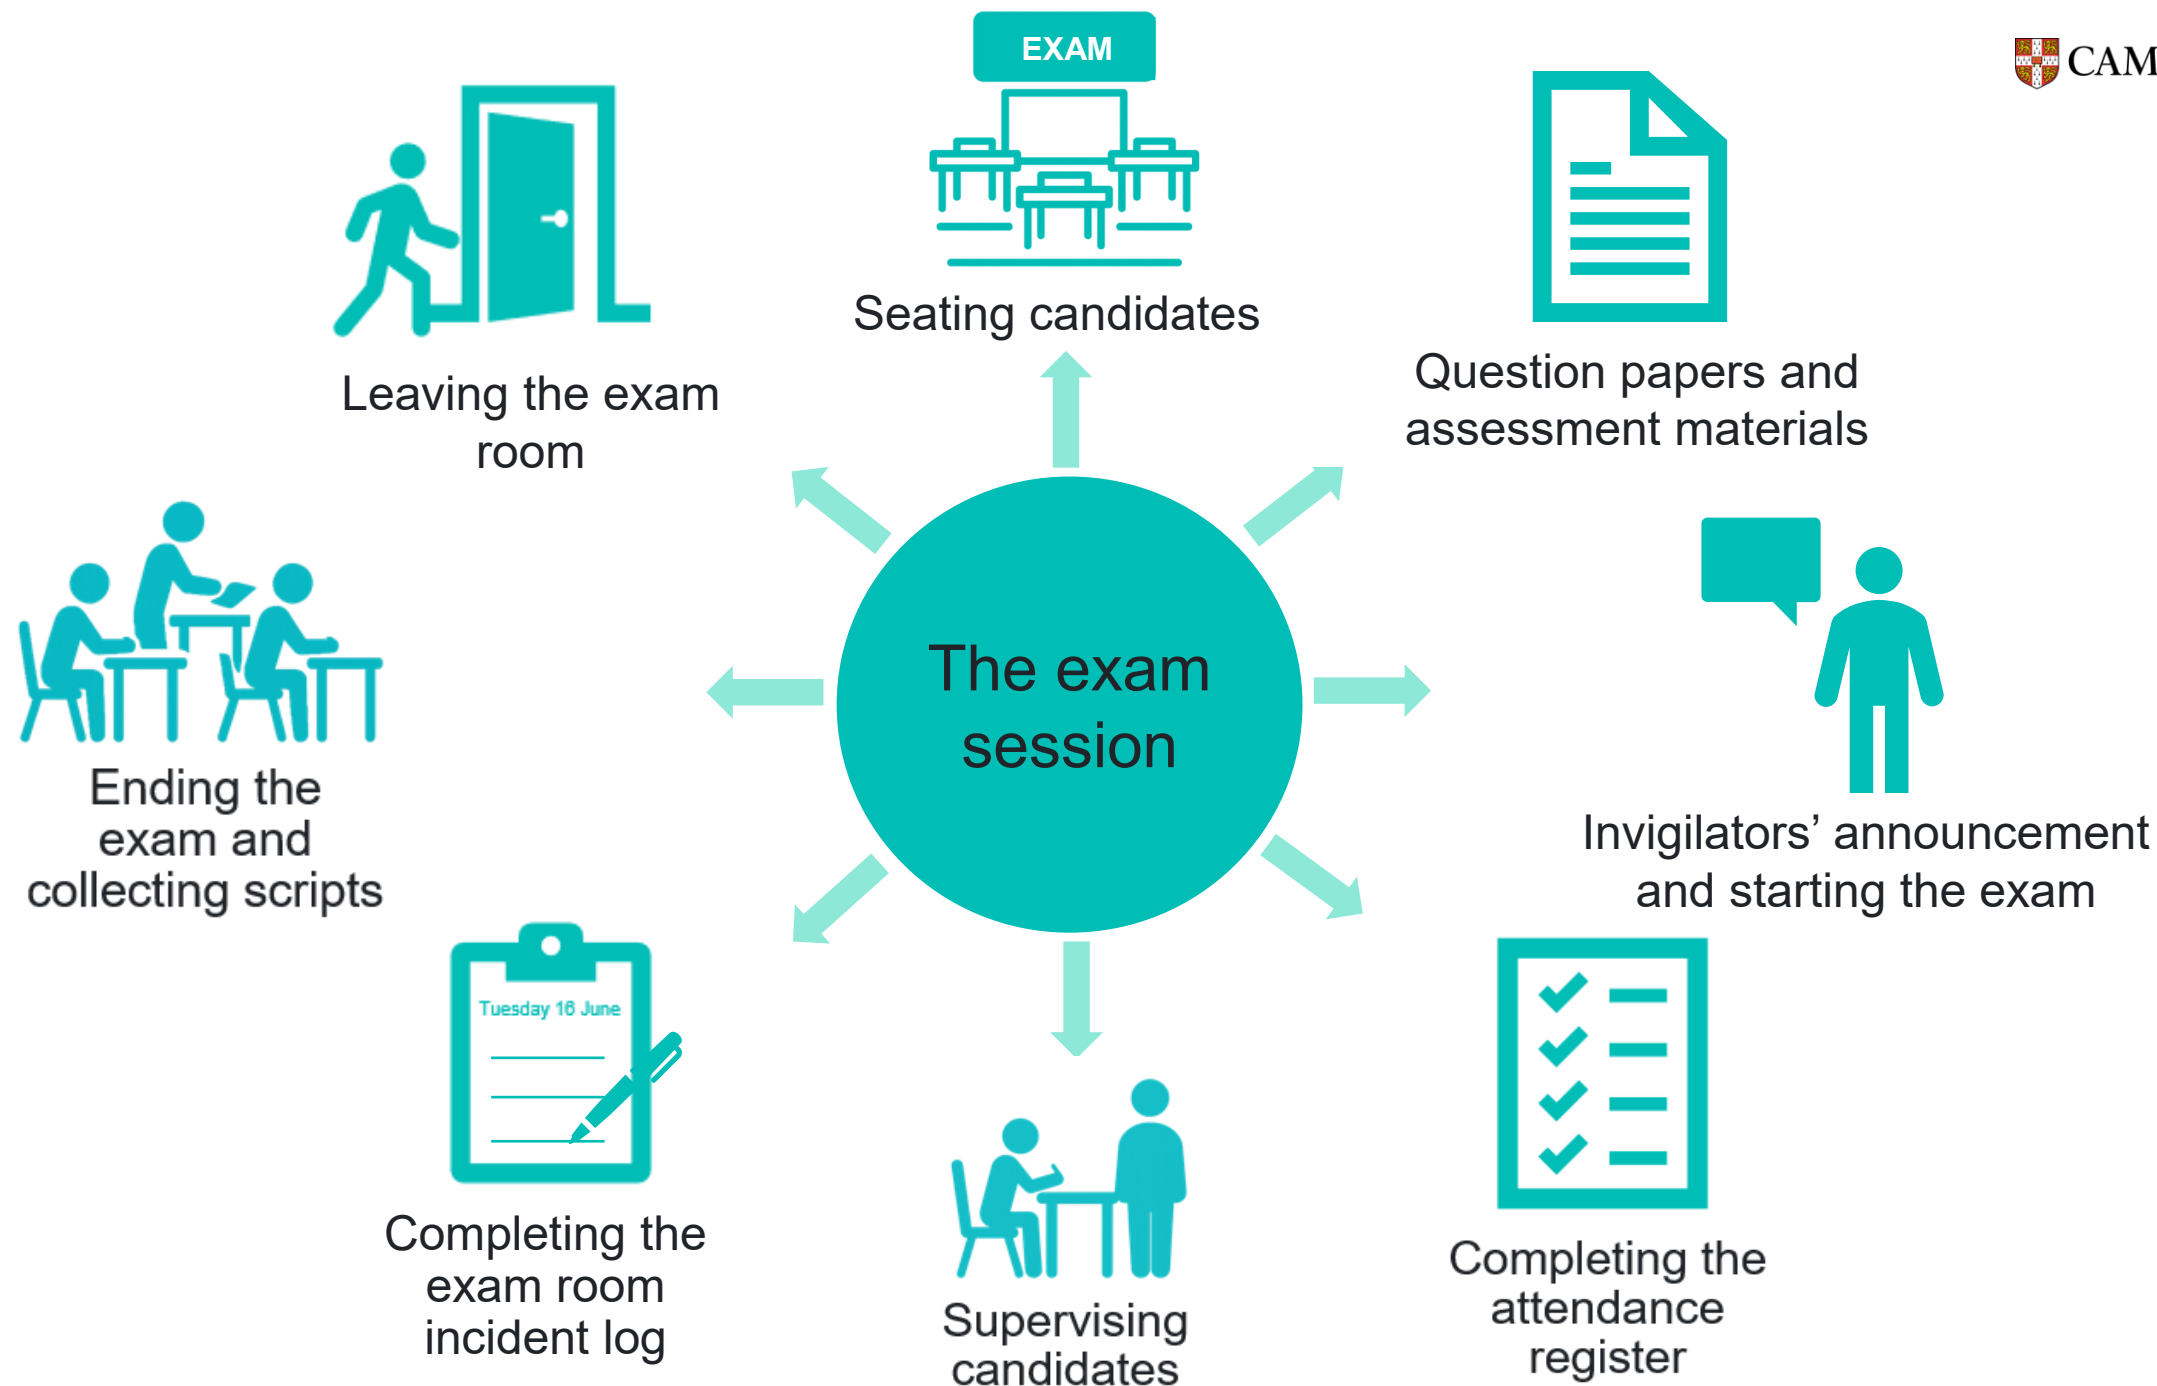 EXAM
CAM
Seating candidates
Question papers and
assessment materials
Invigilators’ announcement
and starting the exam
Completing the
attendance
register
Supervising
candidates
Completing the
exam room
incident log
Tuesday 16 June
Ending the
exam and
collecting scripts
Leaving the exam
room
The exam
session